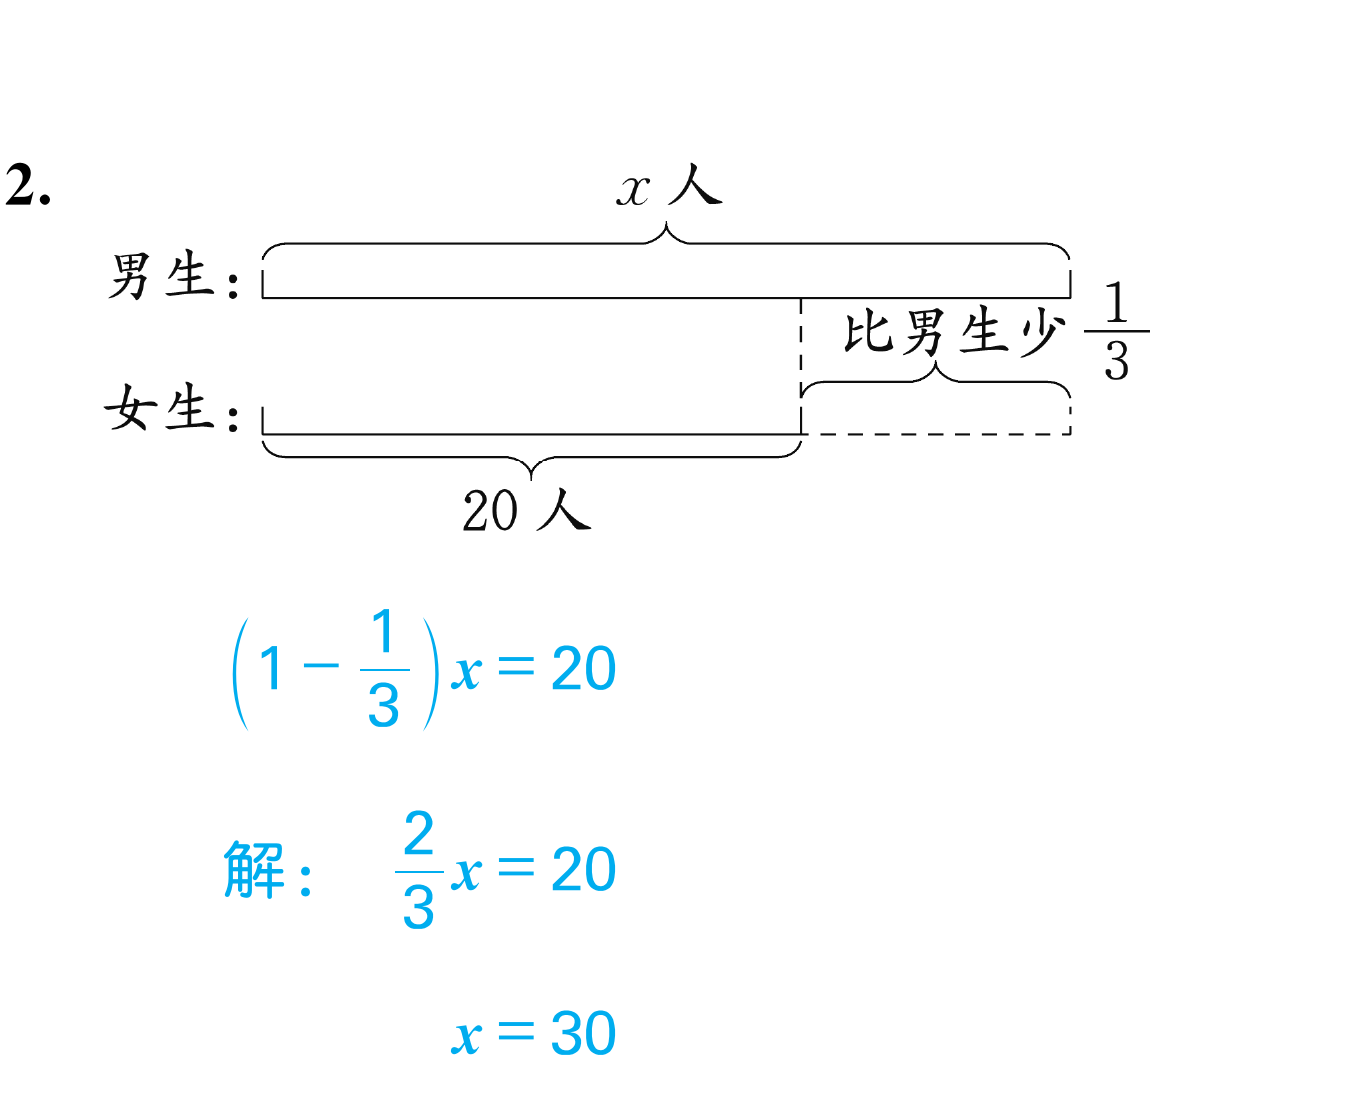 2.
x 人
男生：
比男生少 1/3
女生：
20 人
(1 − 1/3) x = 20
解： 2/3 x = 20
x = 30